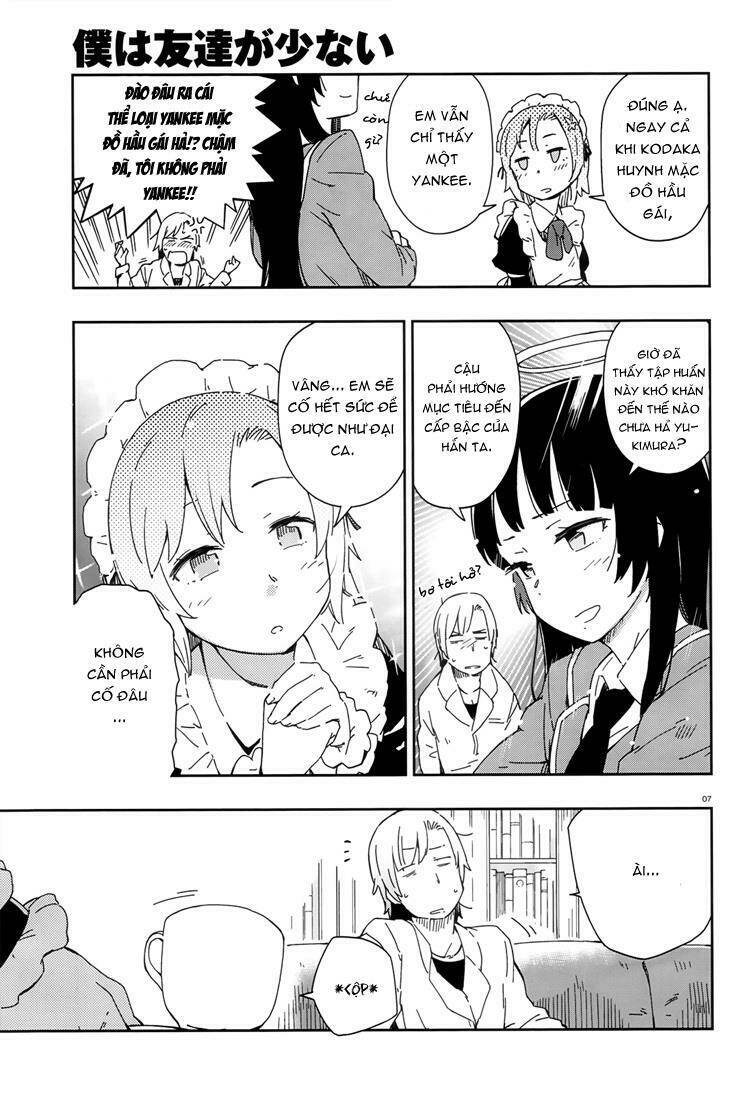 僕は友達が少ない
ĐÚNG Ạ.
NGAY CẢ
KHI KODAKA
HUYNH MẶC
ĐỒ HẦU
GÁI,
EM VẪN
CHỈ THẤY
MỘT
YANKEE.
chứ
còn
gì
ĐÀO ĐÂU RA CÁI
THỂ LOẠI YANKEE MẶC
ĐỒ HẦU GÁI HẢ!? CHẬM
ĐÃ, TÔI KHÔNG PHẢI
YANKEE!!
GIỜ ĐÃ
THẤY TẬP HUẤN
NÀY KHÓ KHĂN
ĐẾN THẾ NÀO
CHƯA HẢ YU-
KIMURA?
CẬU
PHẢI HƯỚNG
MỤC TIÊU ĐẾN
CẤP BẬC CỦA
HẮN TA.
bơ tôi hở?
VÂNG... EM SẼ
CỐ HẾT SỨC ĐỂ
ĐƯỢC NHƯ ĐẠI
CA.
KHÔNG
CẦN PHẢI
CỐ ĐÂU
...
07
ÀI...
*CỘP*